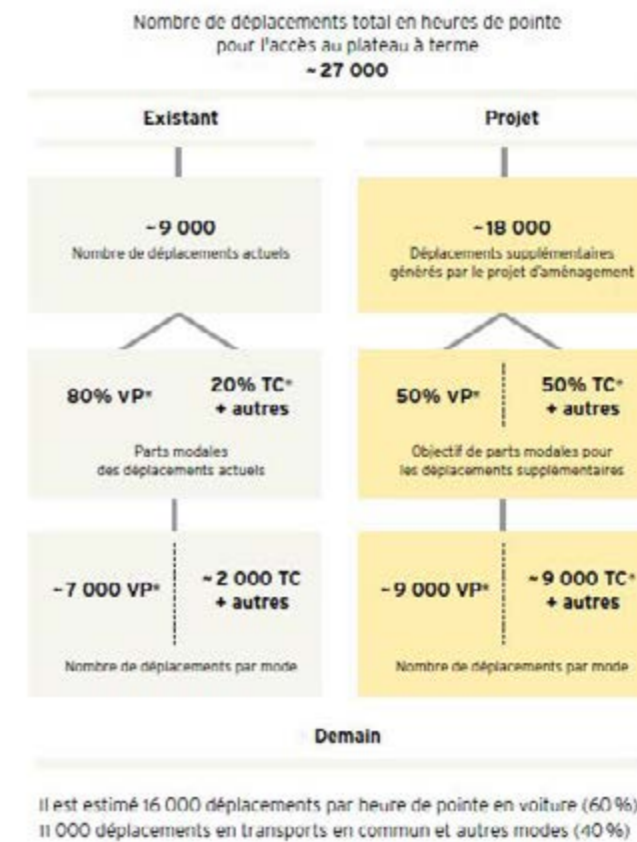 Nombre de déplacements total en heures de pointe
pour l'accès au plateau à terme
~27 000
Existant
~9 000
Nombre de déplacements actuels
80% VP*
20% TC*
+ autres
Parts modales
des déplacements actuels
~7 000 VP*
~2 000 TC
+ autres
Nombre de déplacements par mode
Projet
~18 000
Déplacements supplémentaires
générés par le projet d'aménagement
50% VP*
50% TC*
+ autres
Objectif de parts modales pour
les déplacements supplémentaires
~9 000 VP*
~9 000 TC*
+ autres
Nombre de déplacements par mode
Demain
Il est estimé 16 000 déplacements par heure de pointe en voiture (60%)
11 000 déplacements en transports en commun et autres modes (40%)